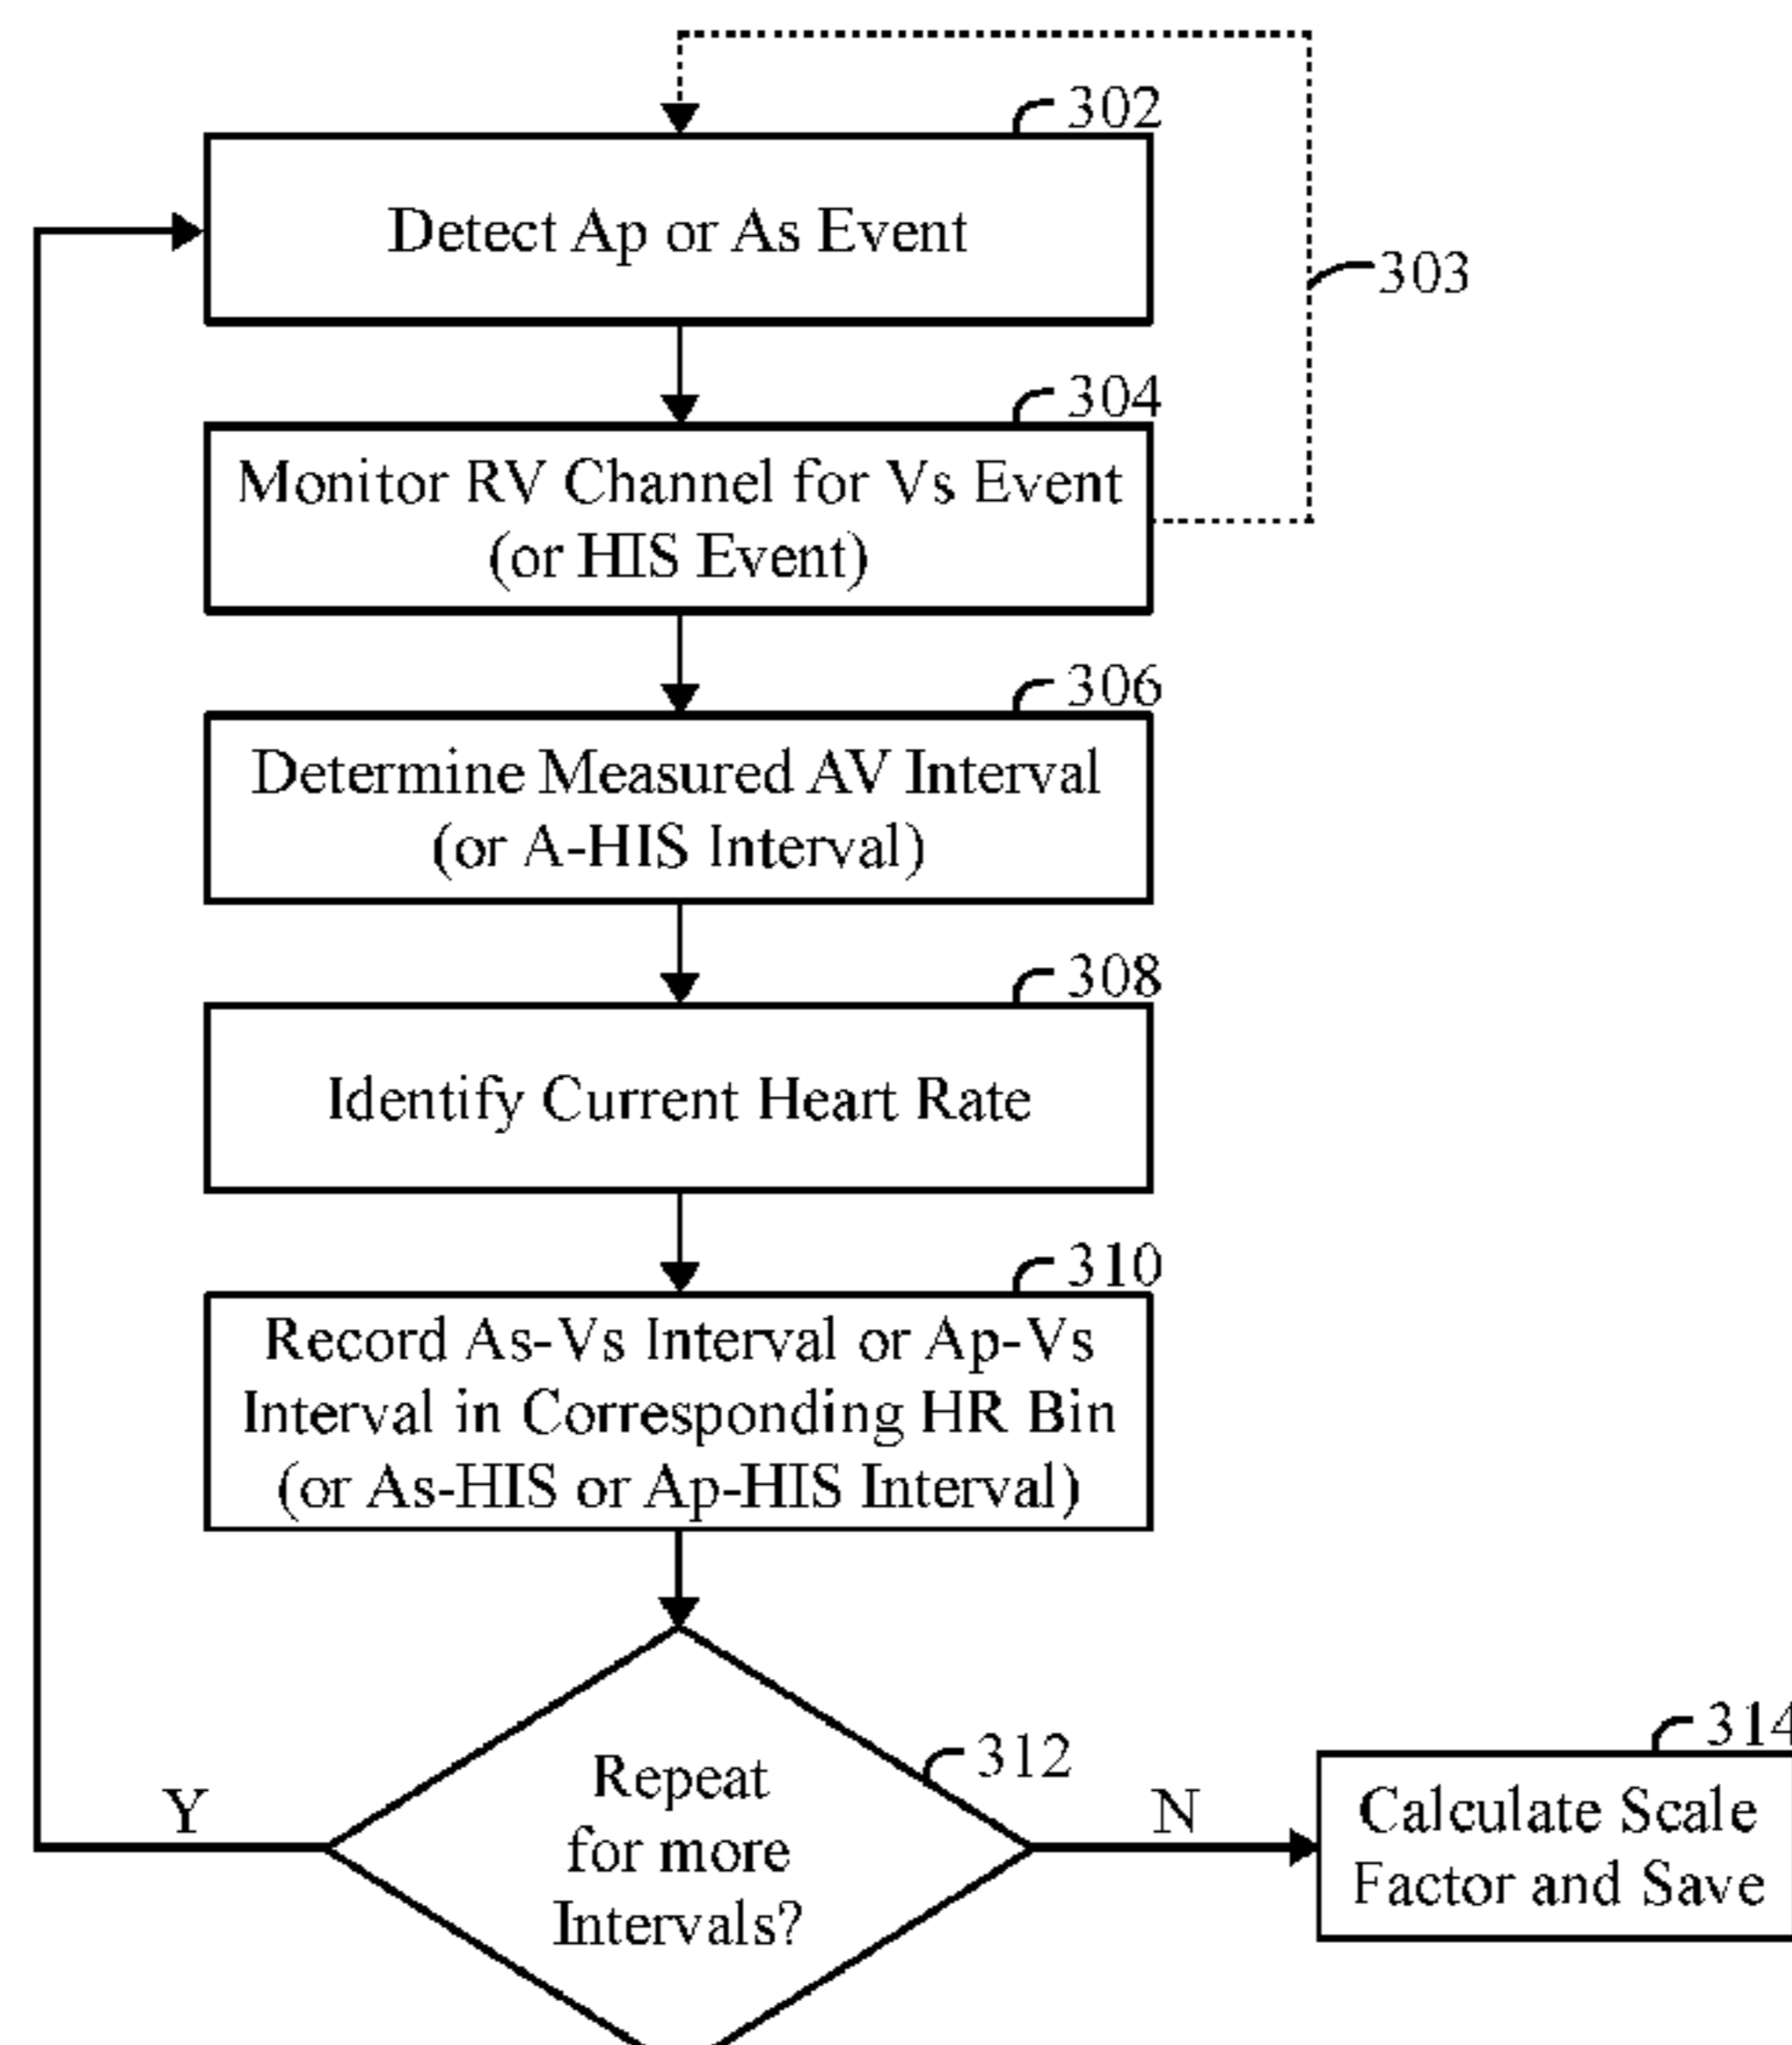 302
Detect Ap or As Event
303
304
Monitor RV Channel for Vs Event
(or HIS Event)
306
Determine Measured AV Interval
(or A-HIS Interval)
308
Identify Current Heart Rate
310
Record As-Vs Interval or Ap-Vs
Interval in Corresponding HR Bin
(or As-HIS or Ap-HIS Interval)
312
Repeat
for more
Intervals?
Y
N
314
Calculate Scale
Factor and Save